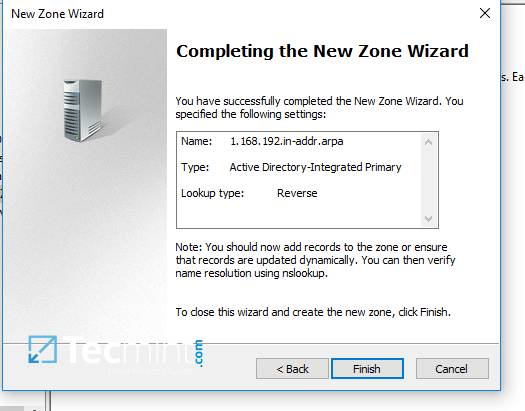 New Zone Wizard
Completing the New Zone Wizard
s. Ea
You have successfully completed the New Zone Wizard. You
specified the following settings:
Name: 1.168.192.in-addr.arpa
Type: Active Directory-Integrated Primary
Lookup type: Reverse
Note: You should now add records to the zone or ensure
that records are updated dynamically. You can then verify
name resolution using nslookup.
To close this wizard and create the new zone, click Finish.
Tecmint.com
< Back Finish Cancel